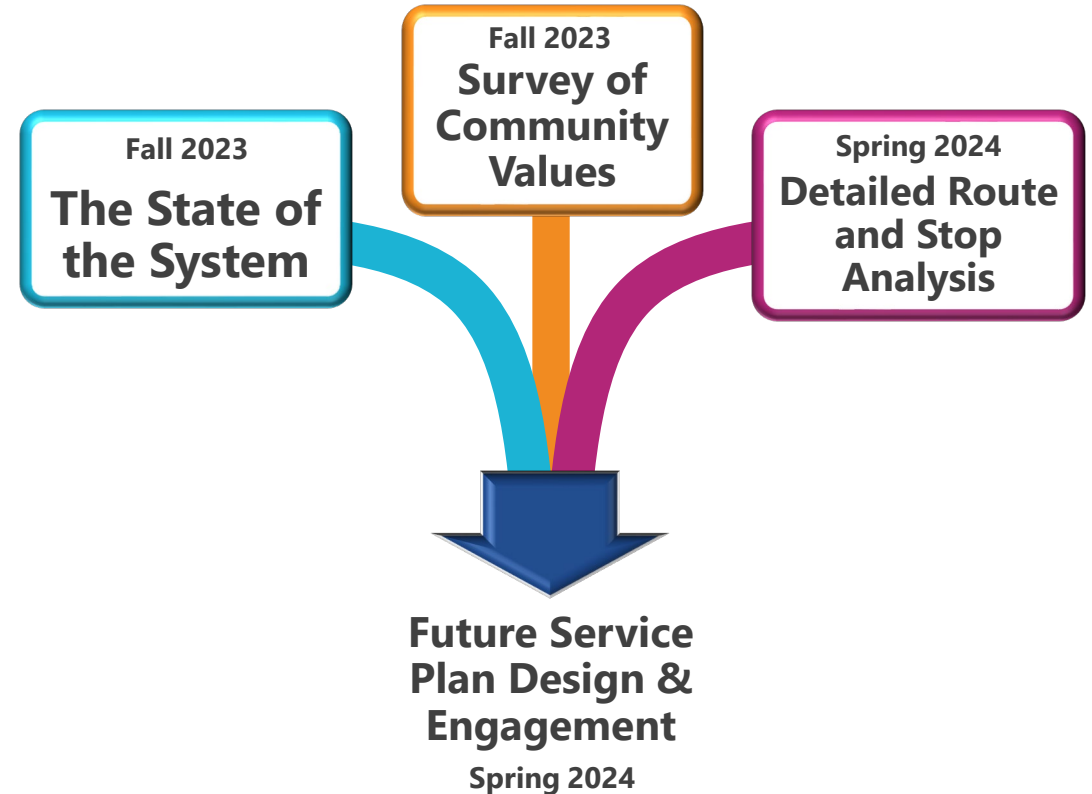 Fall 2023
The State of
the System
Fall 2023
Survey of
Community
Values
Spring 2024
Detailed Route
and Stop
Analysis
Future Service
Plan Design &
Engagement
Spring 2024